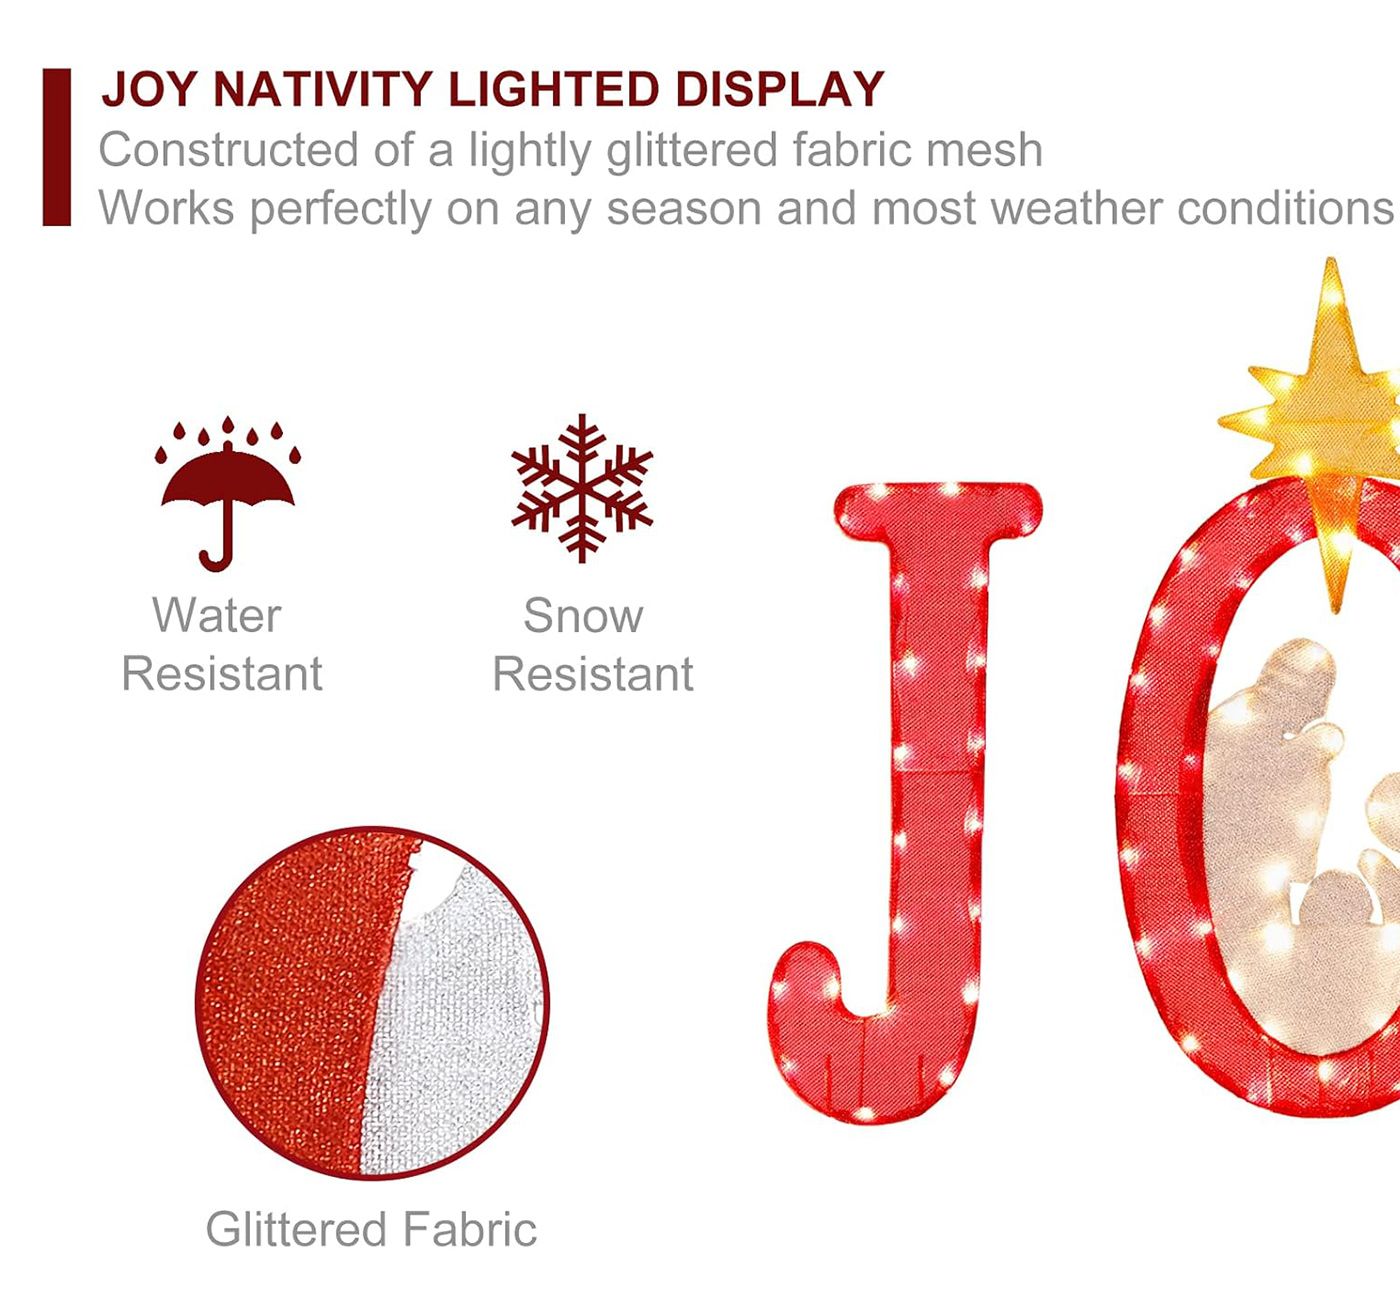 JOY NATIVITY LIGHTED DISPLAY
Constructed of a lightly glittered fabric mesh
Works perfectly on any season and most weather conditions
Water
Resistant
Snow
Resistant
JO
Glittered Fabric